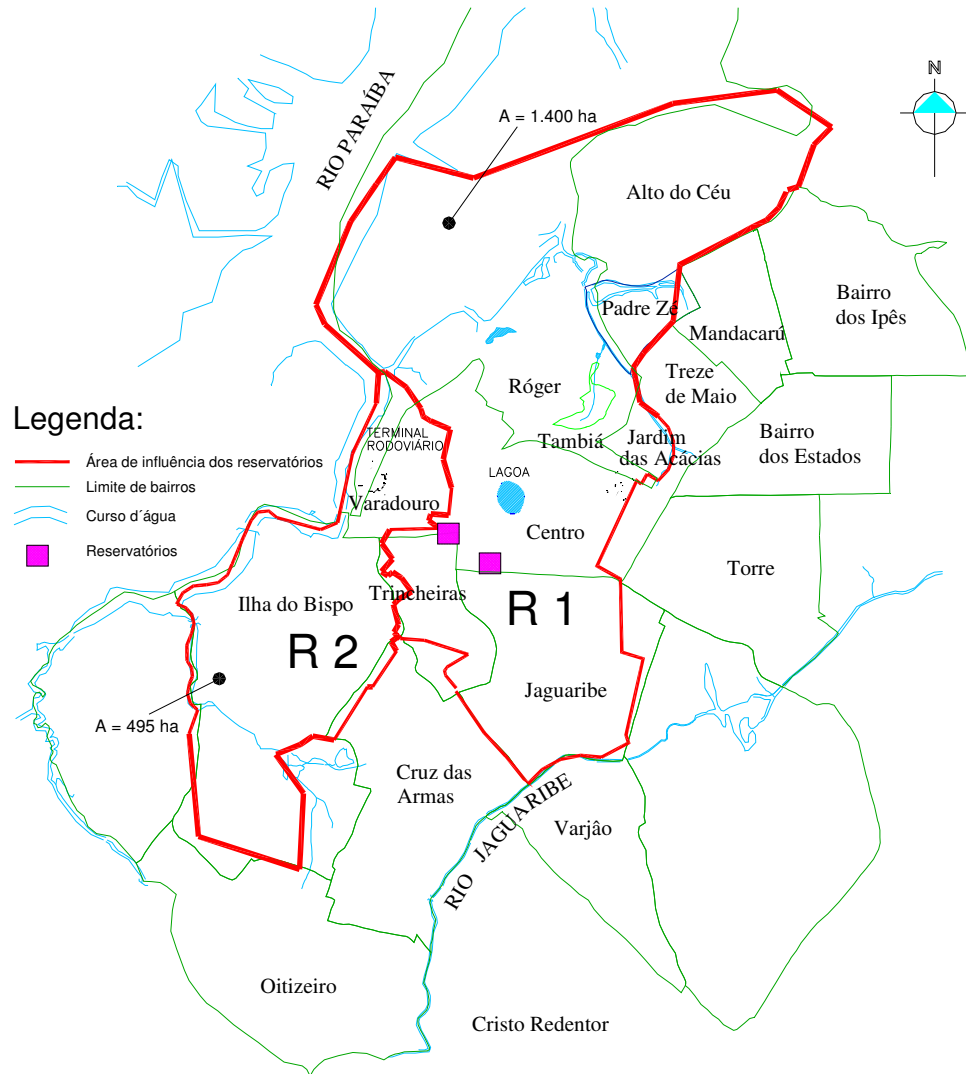 N
RIO PARAÍBA
A = 1.400 ha
Alto do Céu
Padre Zé
Bairro
dos Ipês
Mandacarú
Róger
Treze
de Maio
Legenda:
Área de influência dos reservatórios
Limite de bairros
Curso d´água
Reservatórios
TERMINAL
RODOVIÁRIO
Tambiá
Jardim
das Acácias
Bairro
dos Estados
LAGOA
Varadouro
Centro
Torre
Ilha do Bispo
Trincheiras
R 1
R 2
Jaguaribe
A = 495 ha
Cruz das
Armas
RIO JAGUARIBE
Varjâo
Oitizeiro
Cristo Redentor